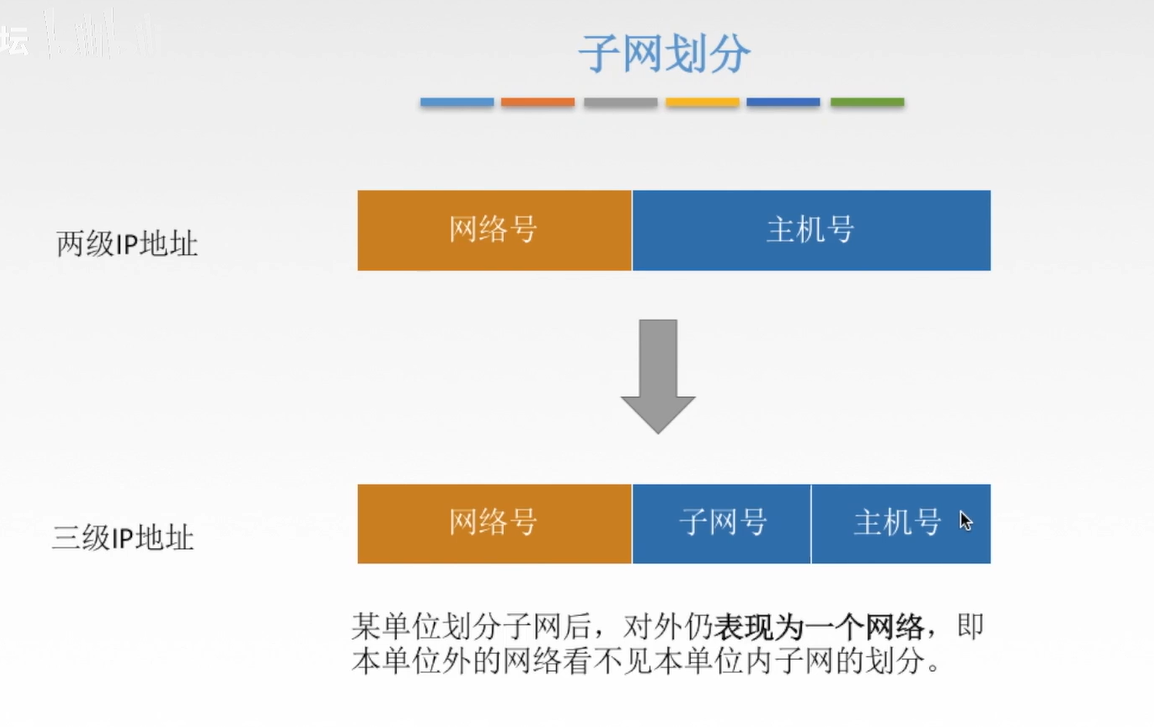 坛
子网划分
两级IP地址
网络号
主机号
三级IP地址
网络号
子网号
主机号
某单位划分子网后，对外仍表现为一个网络，即
本单位外的网络看不见本单位内子网的划分。